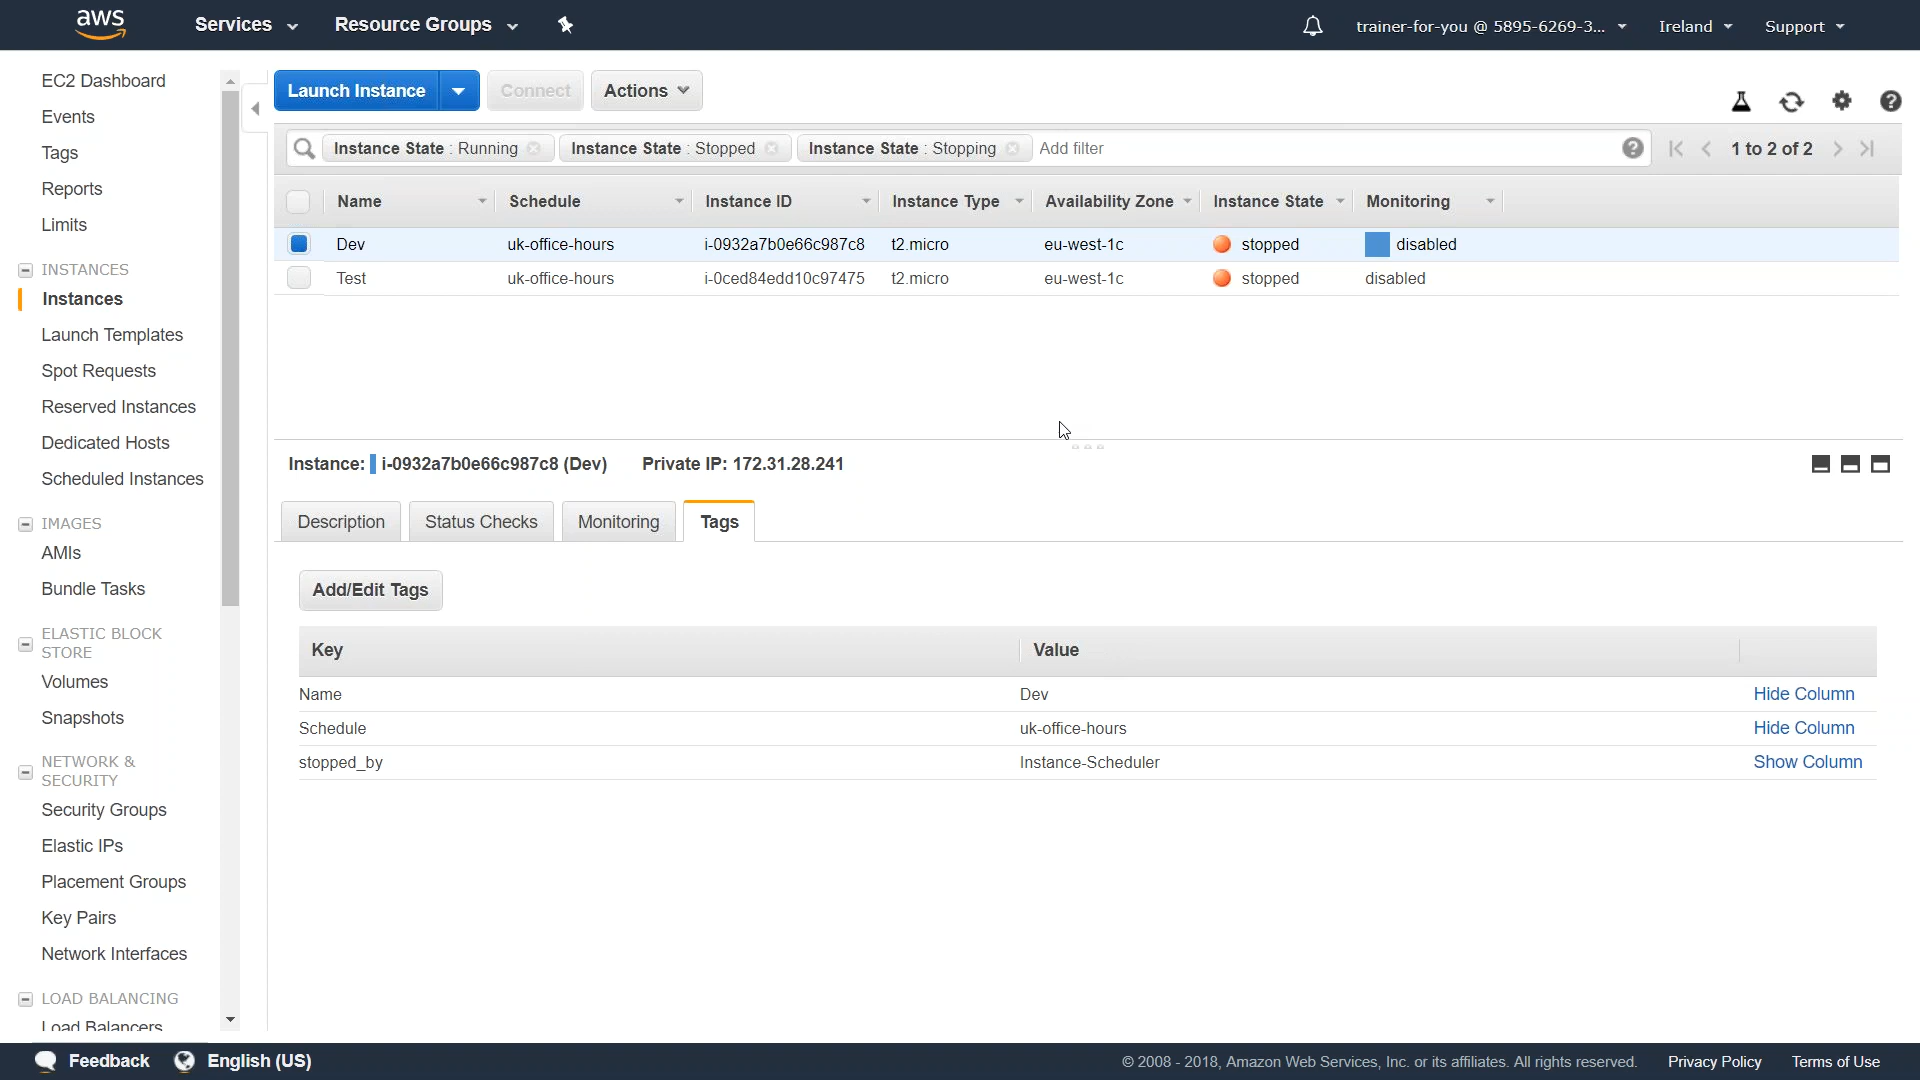 aws
Services
Resource Groups
trainer-for-you @ 5895-6269-3...
Ireland
Support
EC2 Dashboard
Events
Tags
Reports
Limits
INSTANCES
Instances
Launch Templates
Spot Requests
Reserved Instances
Dedicated Hosts
Scheduled Instances
IMAGES
AMIs
Bundle Tasks
ELASTIC BLOCK
STORE
Volumes
Snapshots
NETWORK &
SECURITY
Security Groups
Elastic IPs
Placement Groups
Key Pairs
Network Interfaces
LOAD BALANCING
Load Balancers
Launch Instance
Connect
Actions
Instance State : Running
Instance State : Stopped
Instance State : Stopping
Add filter
1 to 2 of 2
Name Schedule Instance ID Instance Type Availability Zone Instance State Monitoring
Dev uk-office-hours i-0932a7b0e66c987c8 t2.micro eu-west-1c stopped disabled
Test uk-office-hours i-0ced84edd10c97475 t2.micro eu-west-1c stopped disabled
Instance: i-0932a7b0e66c987c8 (Dev) Private IP: 172.31.28.241
Description
Status Checks
Monitoring
Tags
Add/Edit Tags
Key Value
Name Dev Hide Column
Schedule uk-office-hours Hide Column
stopped_by Instance-Scheduler Show Column
Feedback
English (US)
© 2008 - 2018, Amazon Web Services, Inc. or its affiliates. All rights reserved.
Privacy Policy
Terms of Use